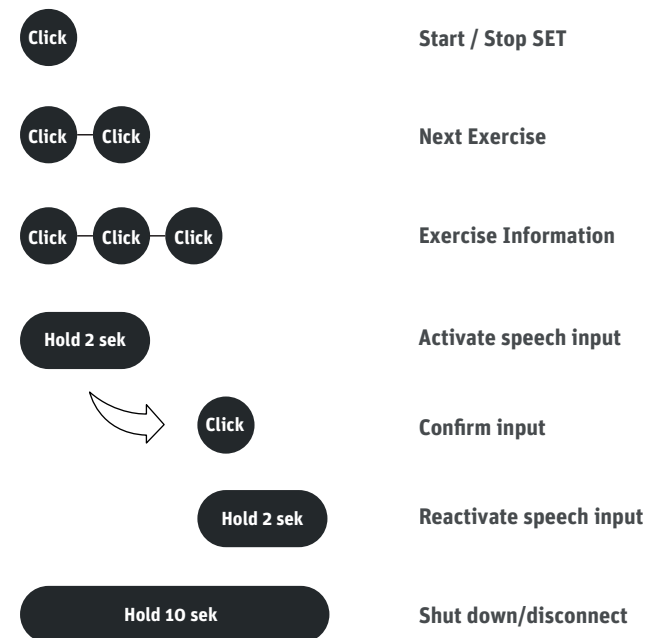 Click Start / Stop SET
Click Click Next Exercise
Click Click Click Exercise Information
Hold 2 sek Activate speech input
Click Confirm input
Hold 2 sek Reactivate speech input
Hold 10 sek Shut down/disconnect